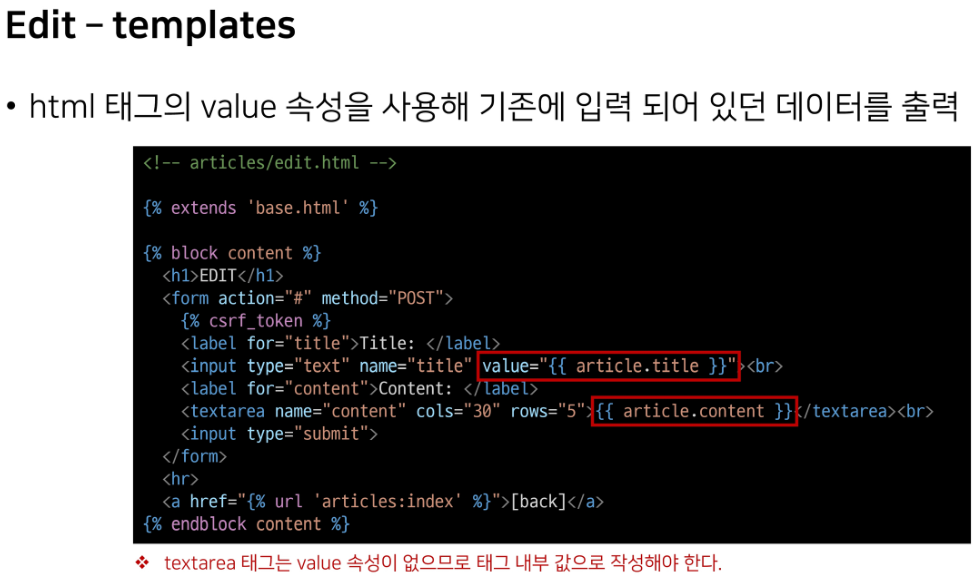 Edit – templates
• html 태그의 value 속성을 사용해 기존에 입력 되어 있던 데이터를 출력
<!-- articles/edit.html -->
{% extends 'base.html' %}
{% block content %}
<h1>EDIT</h1>
<form action="#" method="POST">
{% csrf_token %}
<label for="title">Title: </label>
<input type="text" name="title" value="{{ article.title }}"><br>
<label for="content">Content: </label>
<textarea name="content" cols="30" rows="5">{{ article.content }}</textarea><br>
<input type="submit">
</form>
<hr>
<a href="{% url 'articles:index' %}">[back]</a>
{% endblock content %}
❖ textarea 태그는 value 속성이 없으므로 태그 내부 값으로 작성해야 한다.